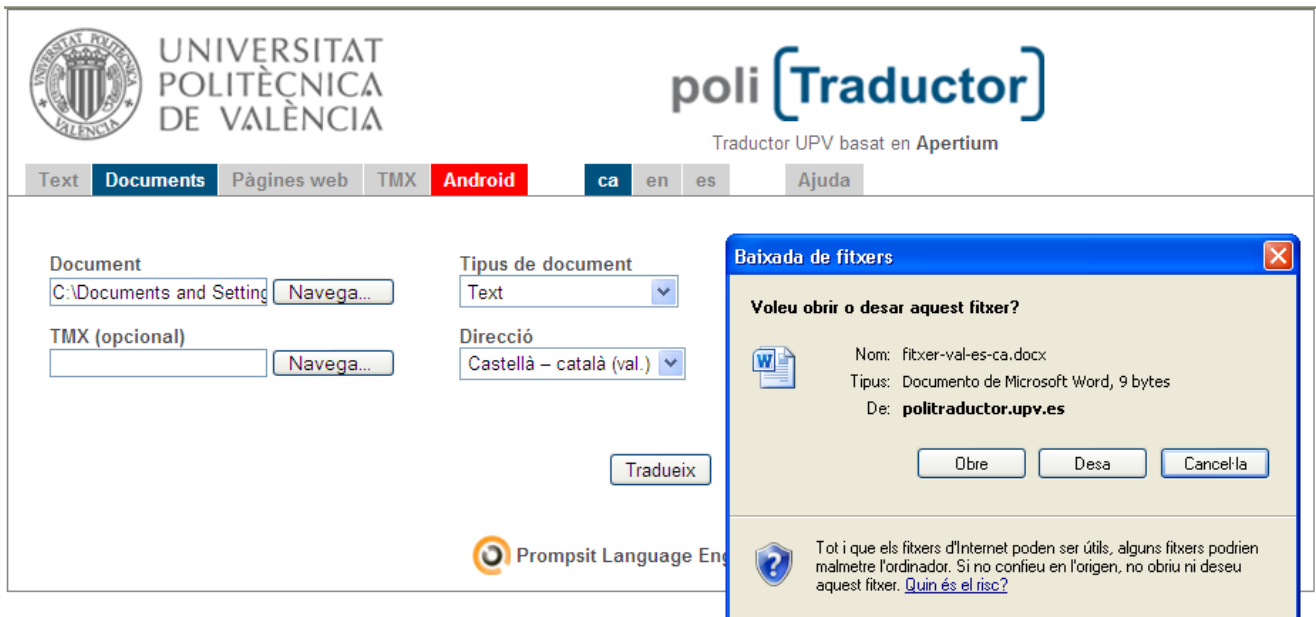 UNIVERSITAT
POLITÈCNICA
DE VALÈNCIA
poli [Traductor]
Traductor UPV basat en Apertium
Text Documents Pàgines web TMX Android ca en es Ajuda
Document
C:\Documents and Setting Navega...
TMX (opcional)
Navega...
Tipus de document
Text
Direcció
Castellà – català (val.)
Tradueix
Prompsit Language Eng
Baixada de fitxers
Voleu obrir o desar aquest fitxer?
Nom: fitxer-val-es-ca.docx
Tipus: Documento de Microsoft Word, 9 bytes
De: politraductor.upv.es
Obre Desa Cancel·la
Tot i que els fitxers d'Internet poden ser útils, alguns fitxers podrien
malmetre l'ordinador. Si no confieu en l'origen, no obriu ni deseu
aquest fitxer. Quin és el risc?